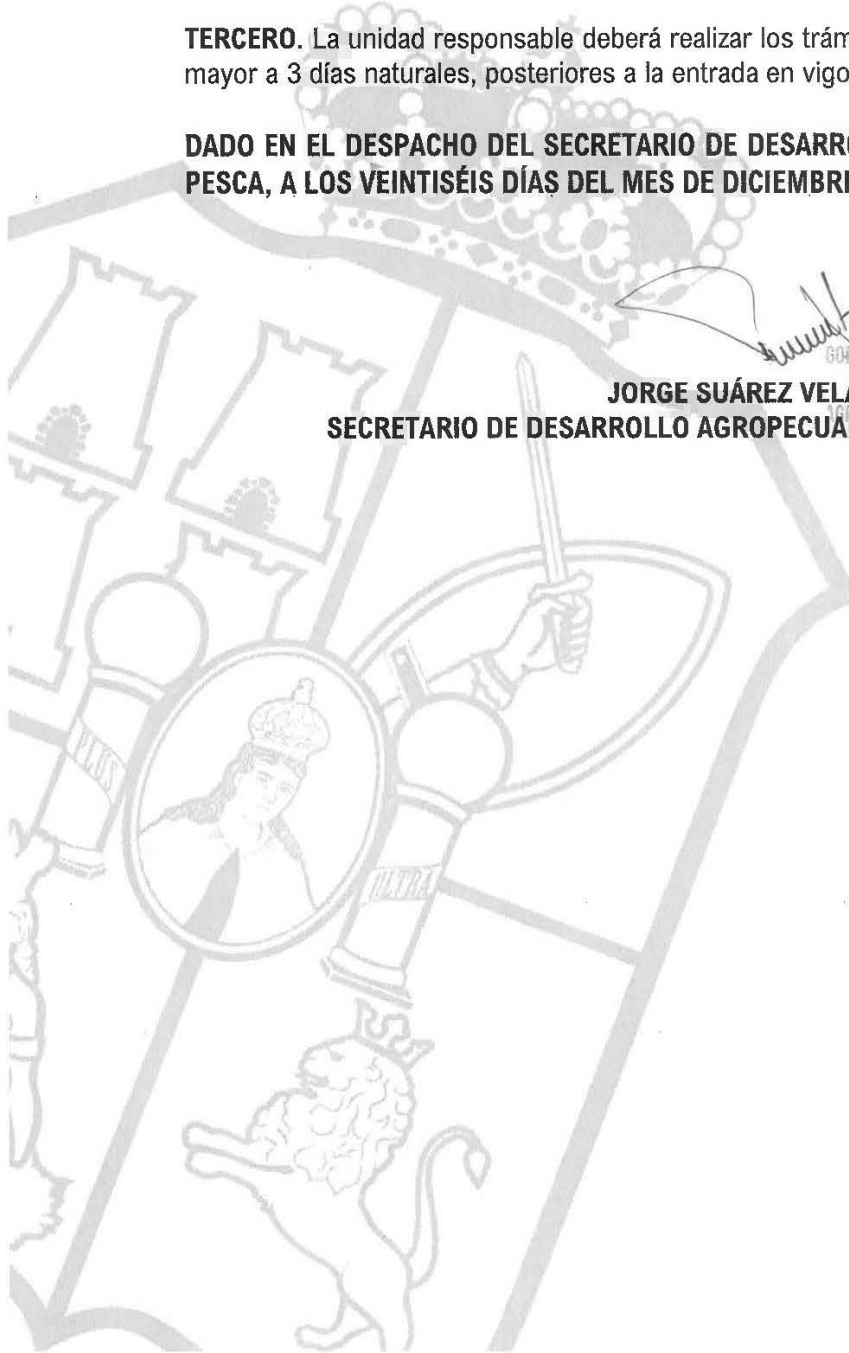 TERCERO. La unidad responsable deberá realizar los trám
mayor a 3 días naturales, posteriores a la entrada en vigo
DADO EN EL DESPACHO DEL SECRETARIO DE DESARR
PESCA, A LOS VEINTISÉIS DÍAS DEL MES DE DICIEMBR
JORGE SUÁREZ VEL
SECRETARIO DE DESARROLLO AGROPECUA
PLUS
ULTRA